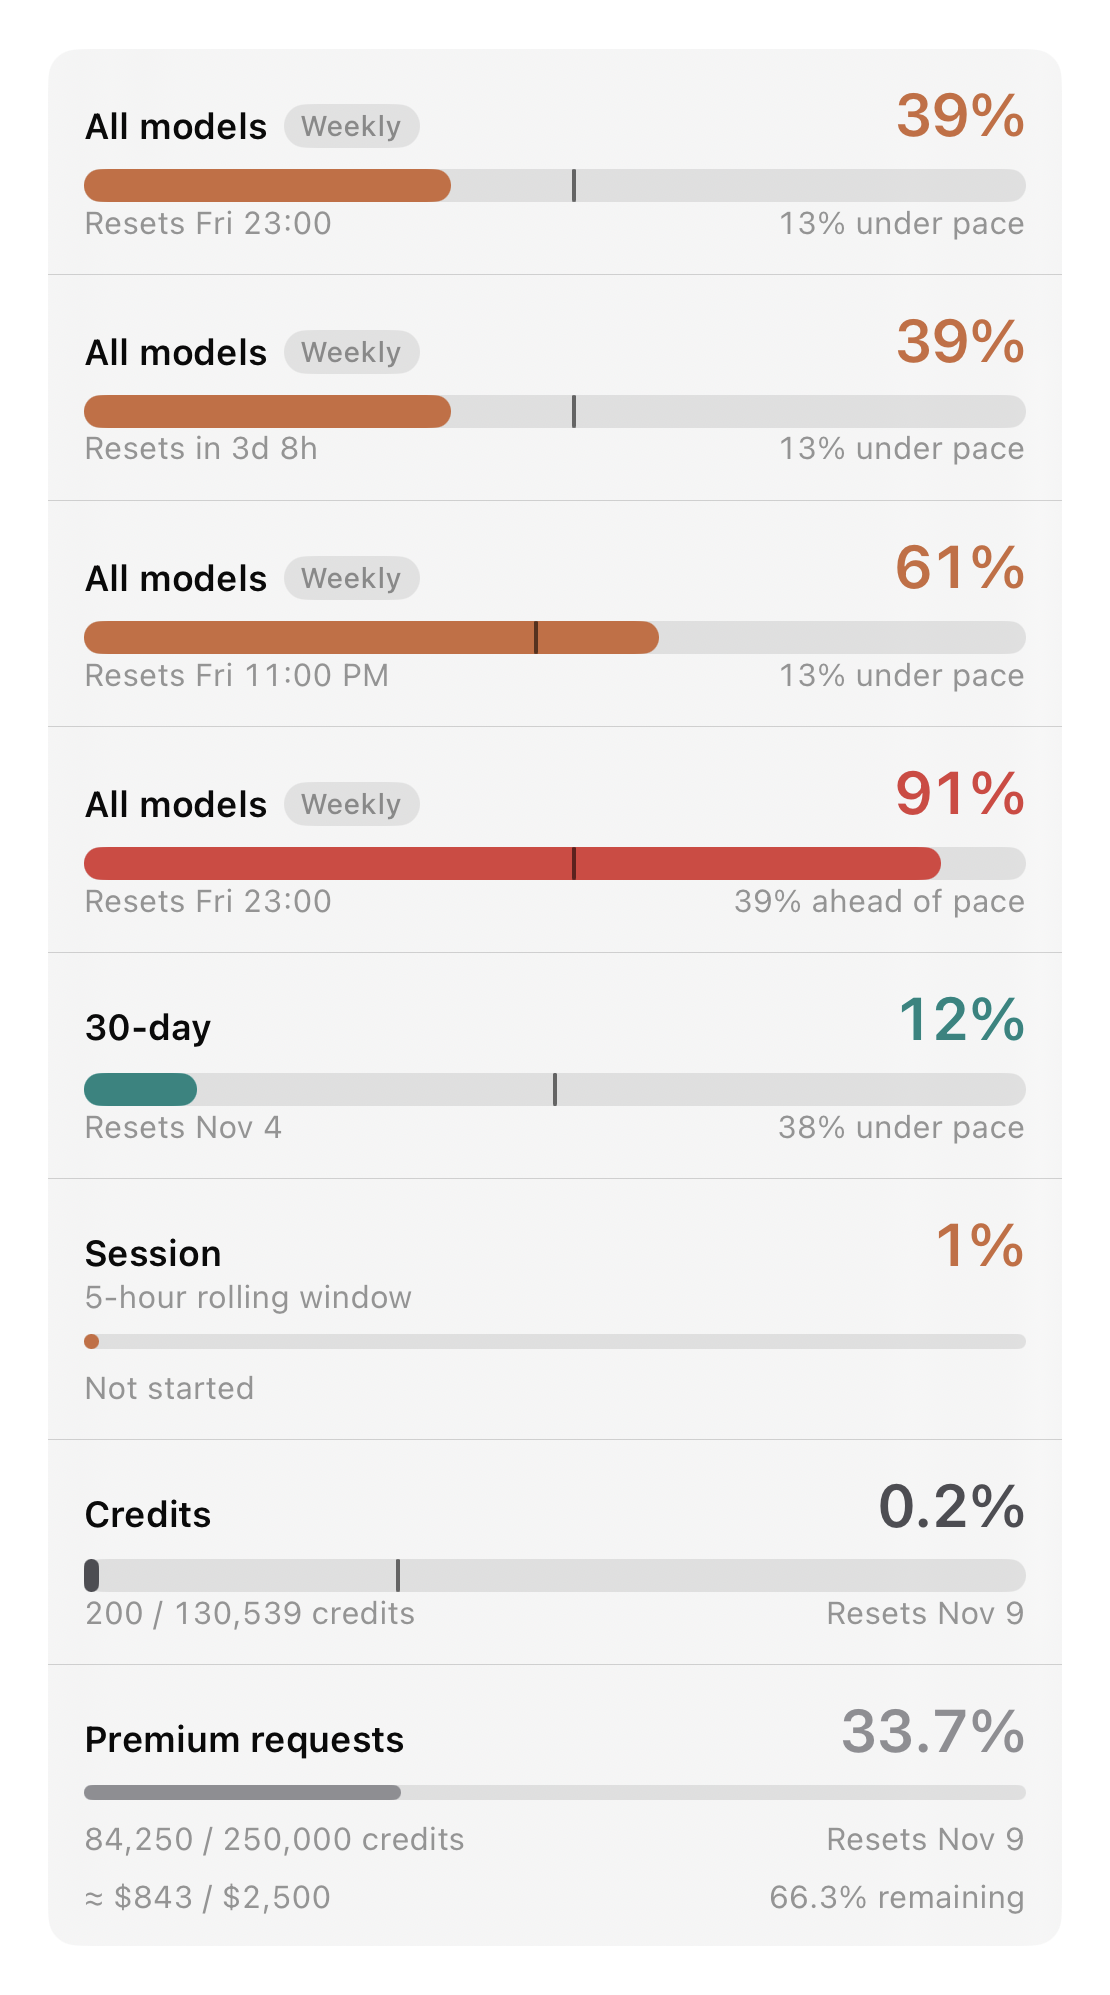 All models Weekly 39%
Resets Fri 23:00 13% under pace
All models Weekly 39%
Resets in 3d 8h 13% under pace
All models Weekly 61%
Resets Fri 11:00 PM 13% under pace
All models Weekly 91%
Resets Fri 23:00 39% ahead of pace
30-day 12%
Resets Nov 4 38% under pace
Session 1%
5-hour rolling window
Not started
Credits 0.2%
200 / 130,539 credits Resets Nov 9
Premium requests 33.7%
84,250 / 250,000 credits Resets Nov 9
≈ $843 / $2,500 66.3% remaining